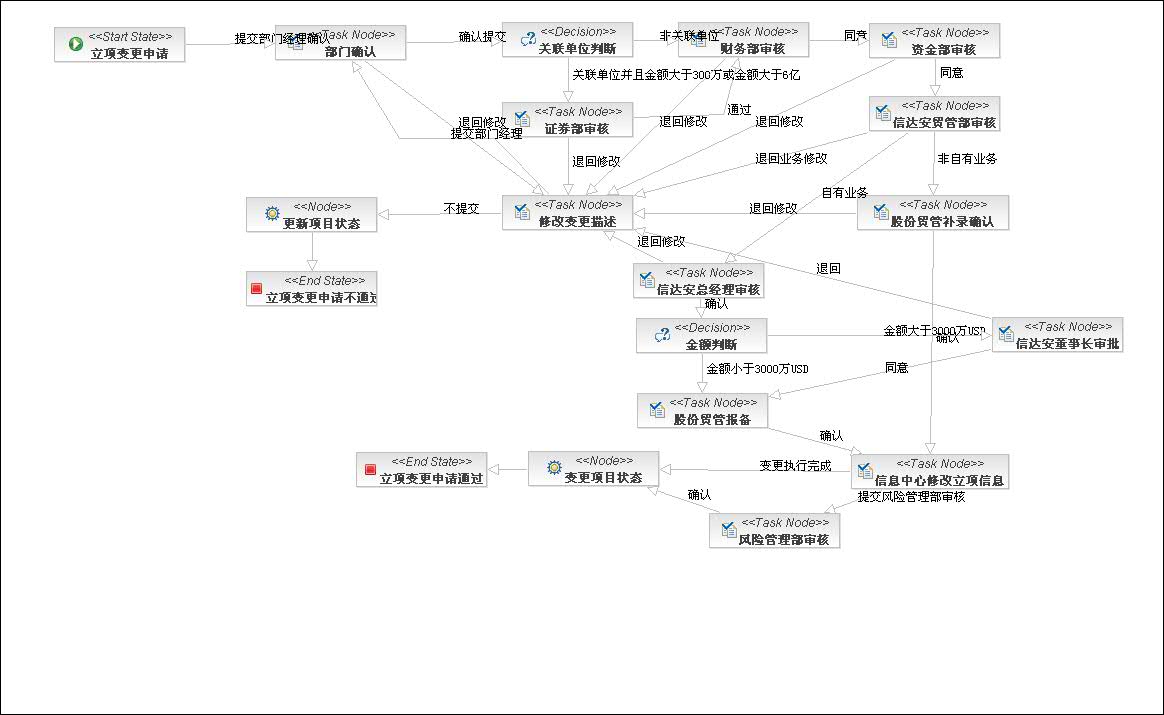 <<Start State>>
立项变更申请
提交部门经理确认
<<Task Node>>
部门确认
确认提交
<<Decision>>
关联单位判断
非关联单位
<<Task Node>>
财务部审核
同意
<<Task Node>>
资金部审核
同意
关联单位并且金额大于300万或金额大于6亿
<<Task Node>>
证券部审核
通过
<<Task Node>>
信达安贸管部审核
退回修改
提交部门经理
退回修改
退回修改
退回修改
退回业务修改
非自有业务
自有业务
<<Node>>
更新项目状态
不提交
<<Task Node>>
修改变更描述
退回修改
<<Task Node>>
股份贸管补录确认
退回修改
退回
<<End State>>
立项变更申请不通过
<<Task Node>>
信达安总经理审核
确认
<<Decision>>
金额判断
金额大于3000万USD
确认
<<Task Node>>
信达安董事长审批
金额小于3000万USD
同意
<<Task Node>>
股份贸管报备
确认
<<End State>>
立项变更申请通过
<<Node>>
变更项目状态
变更执行完成
<<Task Node>>
信息中心修改立项信息
确认
提交风险管理部审核
<<Task Node>>
风险管理部审核